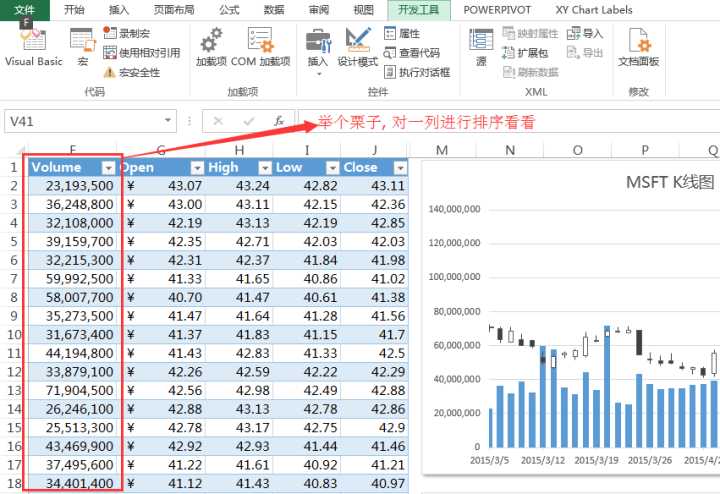 文件 开始 插入 页面布局 公式 数据 审阅 视图 开发工具 POWERPIVOT XY Chart Labels
F
录制宏 属性 映射属性 导入
使用相对引用 查看代码 扩展包 导出
Visual Basic 宏 宏安全性 加载项 COM 加载项 插入 设计模式 执行对话框 源 刷新数据 文档面板
代码 加载项 控件 XML 修改
V41 fx 举个栗子, 对一列进行排序看看
F G H I J M N O P Q
1 Volume Open High Low Close
2 23,193,500 ¥ 43.07 43.24 42.82 43.11
3 36,248,800 ¥ 43.00 43.11 42.15 42.36
4 32,108,000 ¥ 42.19 43.13 42.19 42.85
5 39,159,700 ¥ 42.35 42.71 42.03 42.03
6 32,215,300 ¥ 42.31 42.37 41.84 41.98
7 59,992,500 ¥ 41.33 41.65 40.86 41.02
8 58,007,700 ¥ 40.70 41.47 40.61 41.38
9 35,273,500 ¥ 41.47 41.64 41.28 41.56
10 31,673,400 ¥ 41.37 41.83 41.15 41.7
11 44,194,800 ¥ 41.43 42.83 41.33 42.5
12 33,879,100 ¥ 42.26 42.59 42.22 42.29
13 71,904,500 ¥ 42.56 42.98 42.49 42.88
14 26,246,100 ¥ 42.88 43.13 42.78 42.86
15 25,513,300 ¥ 42.78 43.17 42.75 42.9
16 43,469,900 ¥ 42.92 42.93 41.44 41.46
17 37,495,600 ¥ 41.22 41.61 40.92 41.21
18 34,401,400 ¥ 41.12 41.43 40.83 40.97
MSFT K线图
140,000,000
120,000,000
100,000,000
80,000,000
60,000,000
40,000,000
20,000,000
0
2015/3/5 2015/3/12 2015/3/19 2015/3/26 2015/4/2